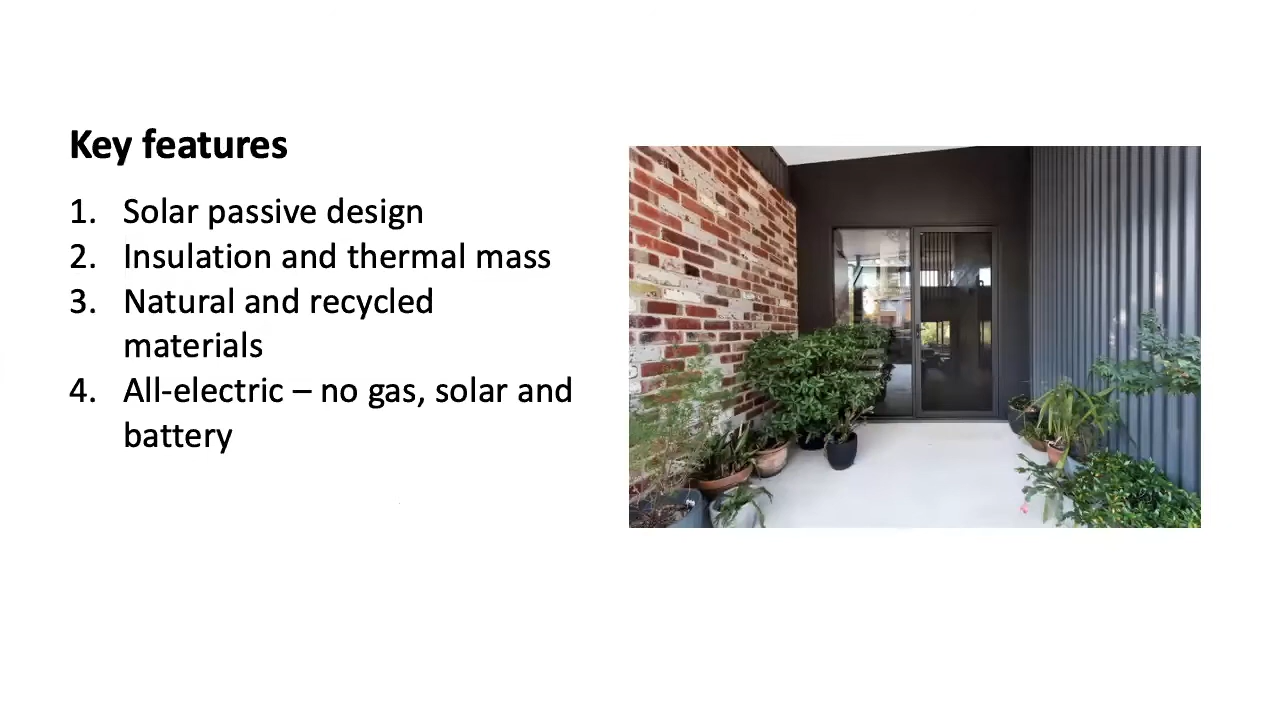 Key features
1. Solar passive design
2. Insulation and thermal mass
3. Natural and recycled
materials
4. All-electric – no gas, solar and
battery